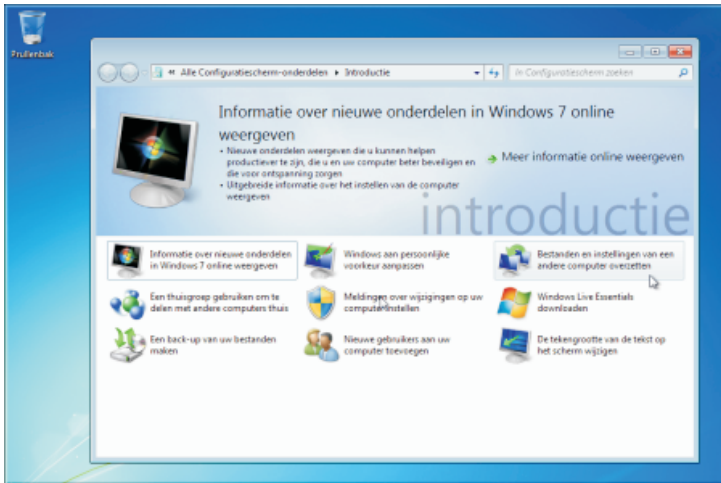 Prullenbak
Alle Configuratiescherm-onderdelen
Introductie
In Configuratiescherm zoeken
Informatie over nieuwe onderdelen in Windows 7 online
weergeven
• Nieuwe onderdelen weergeven die u kunnen helpen
productiever te zijn, die u en uw computer beter beveiligen en
die voor ontspanning zorgen
• Uitgebreide informatie over het instellen van de computer
weergeven
Meer informatie online weergeven
introductie
Informatie over nieuwe onderdelen
in Windows 7 online weergeven
Windows aan persoonlijke
voorkeur aanpassen
Bestanden en instellingen van een
andere computer overzetten
Een thuisgroep gebruiken om te
delen met andere computers thuis
Meldingen over wijzigingen op uw
computer instellen
Windows Live Essentials
downloaden
Een back-up van uw bestanden
maken
Nieuwe gebruikers aan uw
computer toevoegen
De tekengrootte van de tekst op
het scherm wijzigen